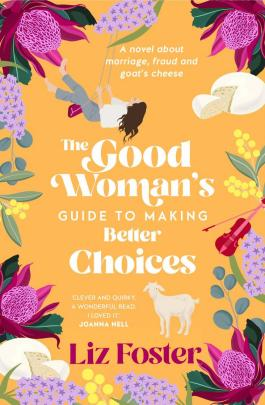 A novel about
marriage, fraud and
goat's cheese
The Good
Woman's
GUIDE TO MAKING
Better
Choices
'CLEVER AND QUIRKY.
A WONDERFUL READ.
I LOVED IT.'
JOANNA NELL
Liz Foster